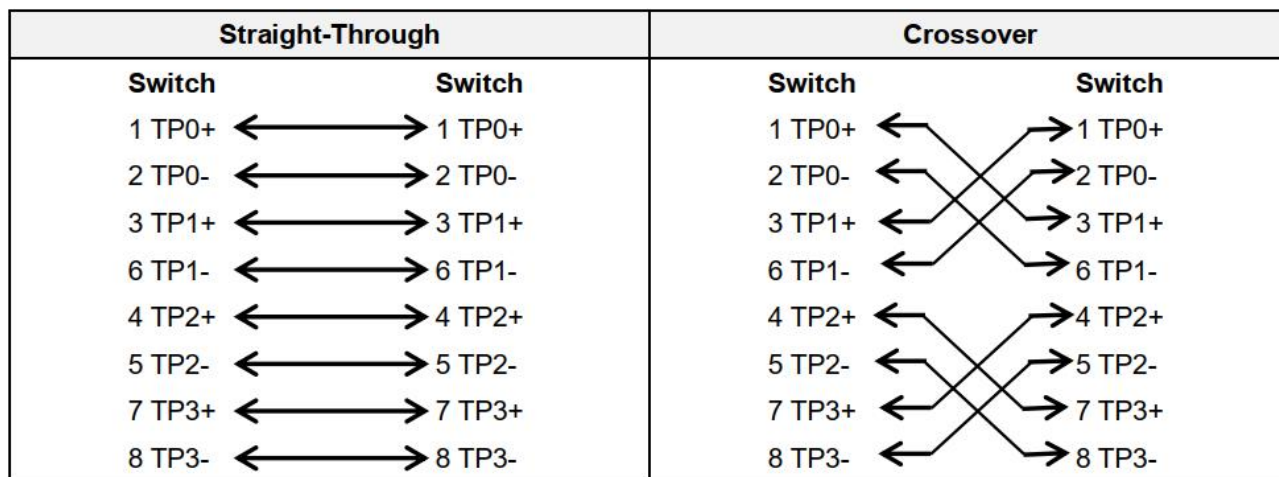 Straight-Through Crossover
Switch Switch Switch Switch
1 TP0+ 1 TP0+ 1 TP0+ 1 TP0+
2 TP0- 2 TP0- 2 TP0- 2 TP0-
3 TP1+ 3 TP1+ 3 TP1+ 3 TP1+
6 TP1- 6 TP1- 6 TP1- 6 TP1-
4 TP2+ 4 TP2+ 4 TP2+ 4 TP2+
5 TP2- 5 TP2- 5 TP2- 5 TP2-
7 TP3+ 7 TP3+ 7 TP3+ 7 TP3+
8 TP3- 8 TP3- 8 TP3- 8 TP3-